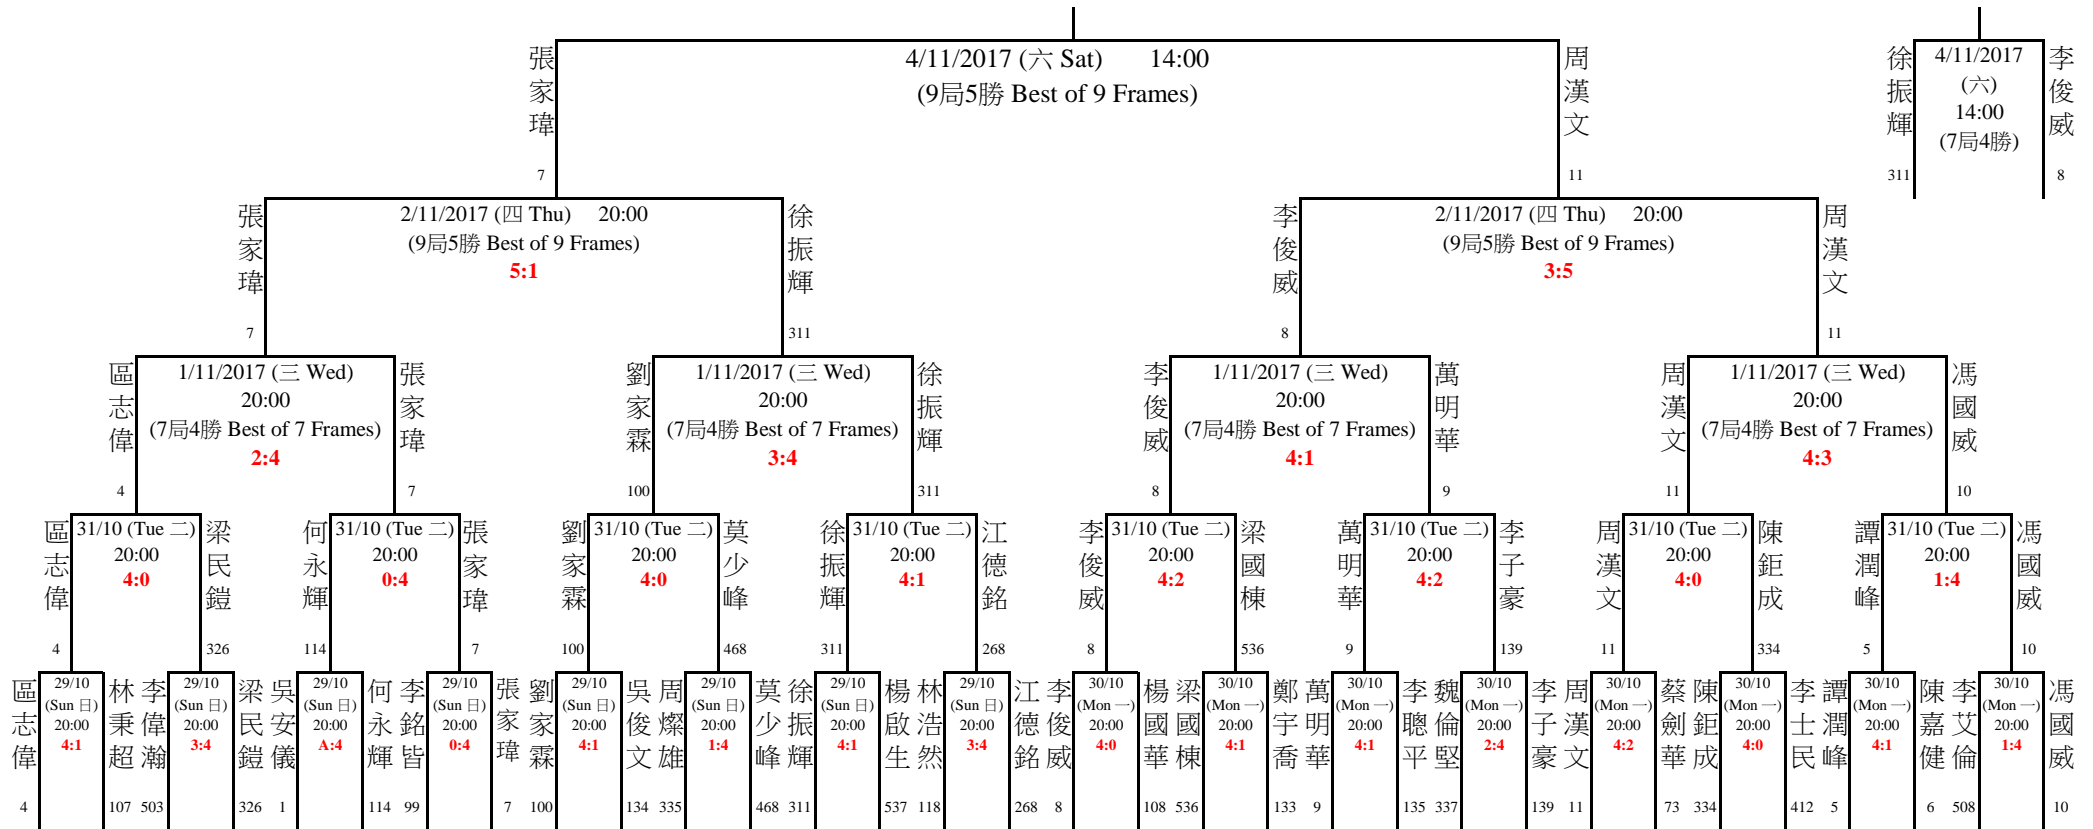 張家瑋
4/11/2017 (六 Sat) 14:00
(9局5勝 Best of 9 Frames)
周漢文
7
11
徐振輝
4/11/2017
(六)
14:00
(7局4勝)
李俊威
311
8
張家瑋
2/11/2017 (四 Thu) 20:00
(9局5勝 Best of 9 Frames)
5:1
徐振輝
7
311
李俊威
2/11/2017 (四 Thu) 20:00
(9局5勝 Best of 9 Frames)
3:5
周漢文
8
11
區志偉
1/11/2017 (三 Wed)
20:00
(7局4勝 Best of 7 Frames)
2:4
張家瑋
4
7
劉家霖
1/11/2017 (三 Wed)
20:00
(7局4勝 Best of 7 Frames)
3:4
徐振輝
100
311
李俊威
1/11/2017 (三 Wed)
20:00
(7局4勝 Best of 7 Frames)
4:1
萬明華
8
9
周漢文
1/11/2017 (三 Wed)
20:00
(7局4勝 Best of 7 Frames)
4:3
馮國威
11
10
區志偉
31/10 (Tue 二)
20:00
4:0
梁民鎧
4
326
何永輝
31/10 (Tue 二)
20:00
0:4
張家瑋
114
7
劉家霖
31/10 (Tue 二)
20:00
4:0
莫少峰
100
468
徐振輝
31/10 (Tue 二)
20:00
4:1
江德銘
311
268
李俊威
31/10 (Tue 二)
20:00
4:2
梁國棟
8
536
萬明華
31/10 (Tue 二)
20:00
4:2
李子豪
9
139
周漢文
31/10 (Tue 二)
20:00
4:0
陳鉅成
11
334
譚潤峰
31/10 (Tue 二)
20:00
1:4
馮國威
5
10
區志偉
29/10
(Sun 日)
20:00
4:1
林秉超
4
107
李偉瀚
29/10
(Sun 日)
20:00
3:4
梁民鎧
503
326
吳安儀
29/10
(Sun 日)
20:00
A:4
何永輝
1
114
李銘皆
29/10
(Sun 日)
20:00
0:4
張家瑋
99
7
劉家霖
29/10
(Sun 日)
20:00
4:1
吳俊文
100
134
周燦雄
29/10
(Sun 日)
20:00
1:4
莫少峰
335
468
徐振輝
29/10
(Sun 日)
20:00
4:1
楊啟生
311
537
林浩然
29/10
(Sun 日)
20:00
3:4
江德銘
118
268
李俊威
30/10
(Mon 一)
20:00
4:0
楊國華
8
108
梁國棟
30/10
(Mon 一)
20:00
4:1
鄭宇喬
536
133
萬明華
30/10
(Mon 一)
20:00
4:1
李聰平
9
135
魏倫堅
30/10
(Mon 一)
20:00
2:4
李子豪
337
139
周漢文
30/10
(Mon 一)
20:00
4:2
蔡劍華
11
73
陳鉅成
30/10
(Mon 一)
20:00
4:0
李士民
334
412
譚潤峰
30/10
(Mon 一)
20:00
4:1
陳嘉健
5
6
李艾倫
30/10
(Mon 一)
20:00
1:4
馮國威
508
10